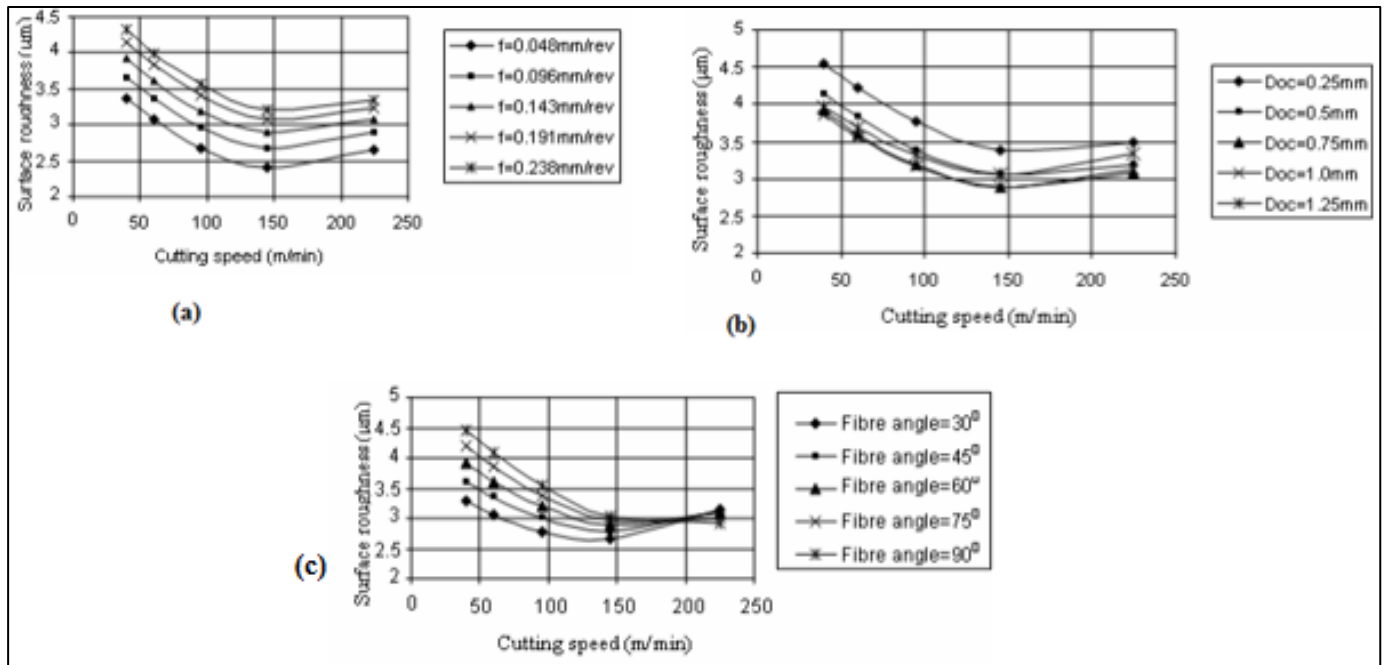 Surface roughness (µm)
4.5
4
3.5
3
2.5
2
0 50 100 150 200 250
Cutting speed (m/min)
f=0.048mm/rev
f=0.096mm/rev
f=0.143mm/rev
f=0.191mm/rev
f=0.238mm/rev
(a)
Surface roughness(µm)
5
4.5
4
3.5
3
2.5
2
0 50 100 150 200 250
Cutting speed (m/min)
Doc=0.25mm
Doc=0.5mm
Doc=0.75mm
Doc=1.0mm
Doc=1.25mm
(b)
Surface roughness(µm)
5
4.5
4
3.5
3
2.5
2
0 50 100 150 200 250
Cutting speed (m/min)
Fibre angle=30⁰
Fibre angle=45⁰
Fibre angle=60º
Fibre angle=75⁰
Fibre angle=90⁰
(c)